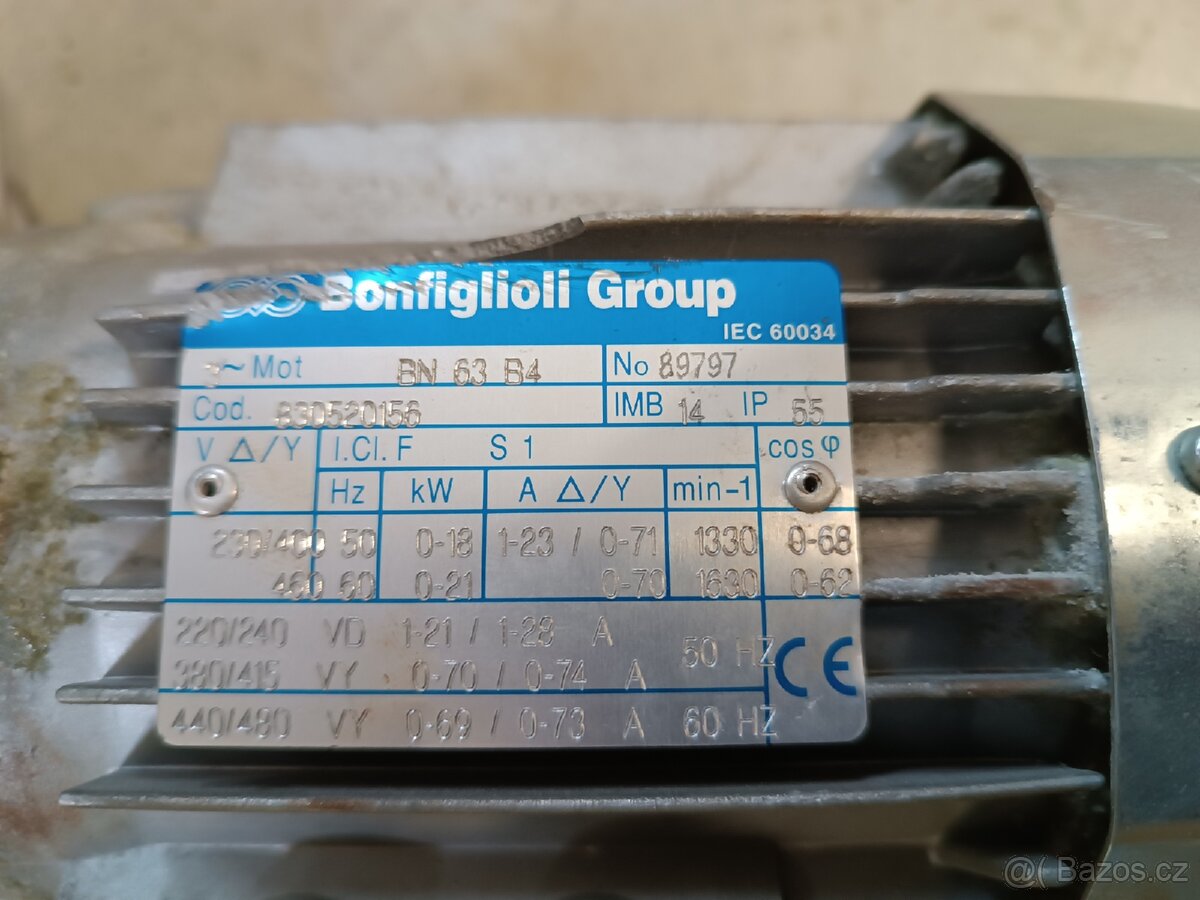 Bonfiglioli Group
IEC 60034
~ Mot BN 63 B4 No 89797
Cod. 830520156 IMB 14 IP 55
V Δ/Y I.Cl. F S 1 cos φ
Hz kW A Δ/Y min-1
230/400 50 0-18 1-23 / 0-71 1330 0-68
460 60 0-21 0-70 1630 0-62
220/240 VD 1-21 / 1-28 A 50 HZ
380/415 VY 0-70 / 0-74 A
440/480 VY 0-69 / 0-73 A 60 HZ
CE
Bazos.cz